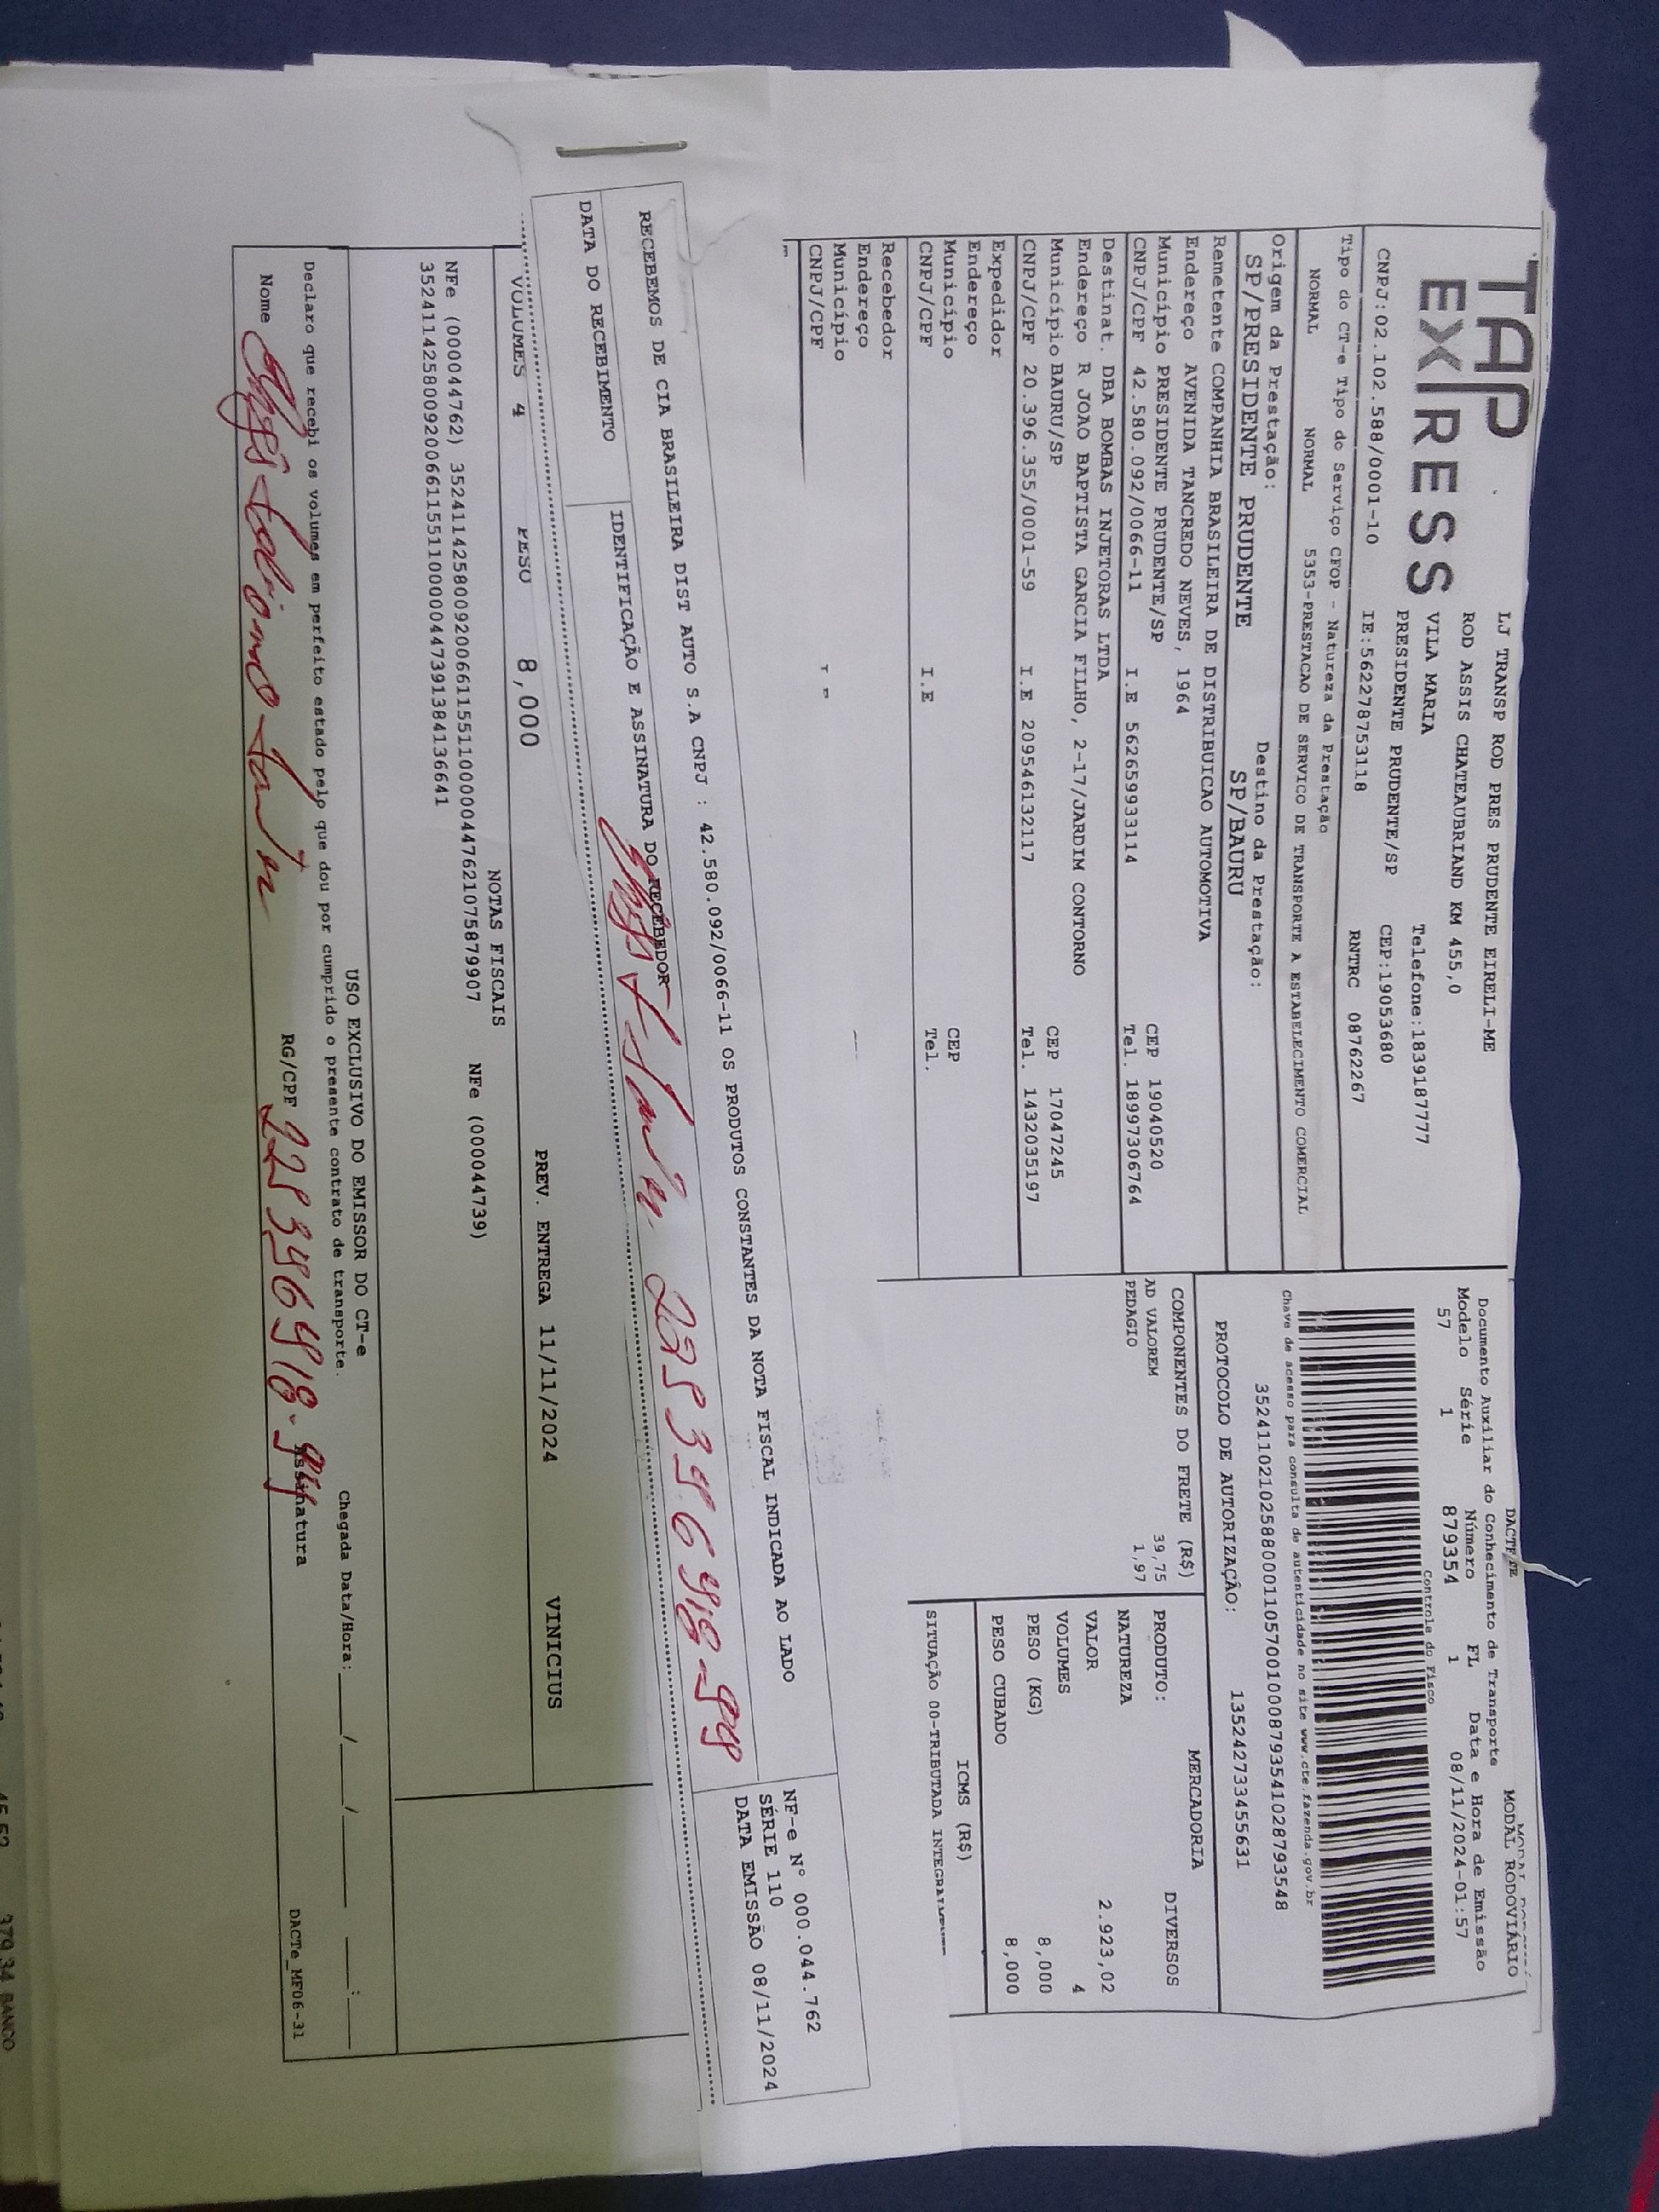 TAP EXPRESS
LJ TRANSP ROD PRES PRUDENTE EIRELI-ME
ROD ASSIS CHATEAUBRIAND KM 455,0
VILA MARIA Telefone:1839187777
PRESIDENTE PRUDENTE/SP CEP:19053680
CNPJ:02.102.588/0001-10 IE:562278753118 RNTRC 08762267
Tipo do CT-e Tipo do Serviço CFOP - Natureza da Prestação
NORMAL NORMAL 5353-PRESTACAO DE SERVICO DE TRANSPORTE A ESTABELECIMENTO COMERCIAL
Origem da Prestação: Destino da Prestação:
SP/PRESIDENTE PRUDENTE SP/BAURU
Remetente COMPANHIA BRASILEIRA DE DISTRIBUICAO AUTOMOTIVA
Endereço AVENIDA TANCREDO NEVES, 1964
Município PRESIDENTE PRUDENTE/SP CEP 19040520
CNPJ/CPF 42.580.092/0066-11 I.E 562659933114 Tel. 18997306764
Destinat. DBA BOMBAS INJETORAS LTDA
Endereço R JOAO BAPTISTA GARCIA FILHO, 2-17/JARDIM CONTORNO
Município BAURU/SP CEP 17047245
CNPJ/CPF 20.396.355/0001-59 I.E 209546132117 Tel. 1432035197
Expedidor
Endereço
Município CEP
CNPJ/CPF I.E Tel.
Recebedor
Endereço
Município
CNPJ/CPF
DACTE DE MODAL RODOVIÁRIO
Documento Auxiliar do Conhecimento de Transporte
Modelo Série Número FL Data e Hora de Emissão
57 1 879354 1 08/11/2024-01:57
Controle do Fisco
Chave de acesso para consulta de autenticidade no site www.cte.fazenda.gov.br
35241102102588000110570010008793541028793548
PROTOCOLO DE AUTORIZAÇÃO: 135242733455631
COMPONENTES DO FRETE (R$)
AD VALOREM 39,75
PEDAGIO 1,97
MERCADORIA
PRODUTO: DIVERSOS
NATUREZA
VALOR 2.923,02
VOLUMES 4
PESO (KG) 8,000
PESO CUBADO 8,000
ICMS (R$)
SITUAÇÃO 00-TRIBUTADA INTEGRALMENTE
RECEBEMOS DE CIA BRASILEIRA DIST AUTO S.A CNPJ : 42.580.092/0066-11 OS PRODUTOS CONSTANTES DA NOTA FISCAL INDICADA AO LADO
DATA DO RECEBIMENTO IDENTIFICAÇÃO E ASSINATURA DO RECEBEDOR
NF-e Nº 000.044.762
SÉRIE 110
DATA EMISSÃO 08/11/2024
VOLUMES 4 PESO 8,000 PREV. ENTREGA 11/11/2024 VINICIUS
NOTAS FISCAIS
NFe (000044762) 35241142580092006611551100000447621075879907 NFe (000044739)
35241142580092006611551100000447391384136641
USO EXCLUSIVO DO EMISSOR DO CT-e
Declaro que recebi os volumes em perfeito estado pelo que dou por cumprido o presente contrato de transporte.
Chegada Data/Hora: ____/____/____ ___:___
Nome RG/CPF Assinatura
DACTe_MF06-31
379,34 BANCO